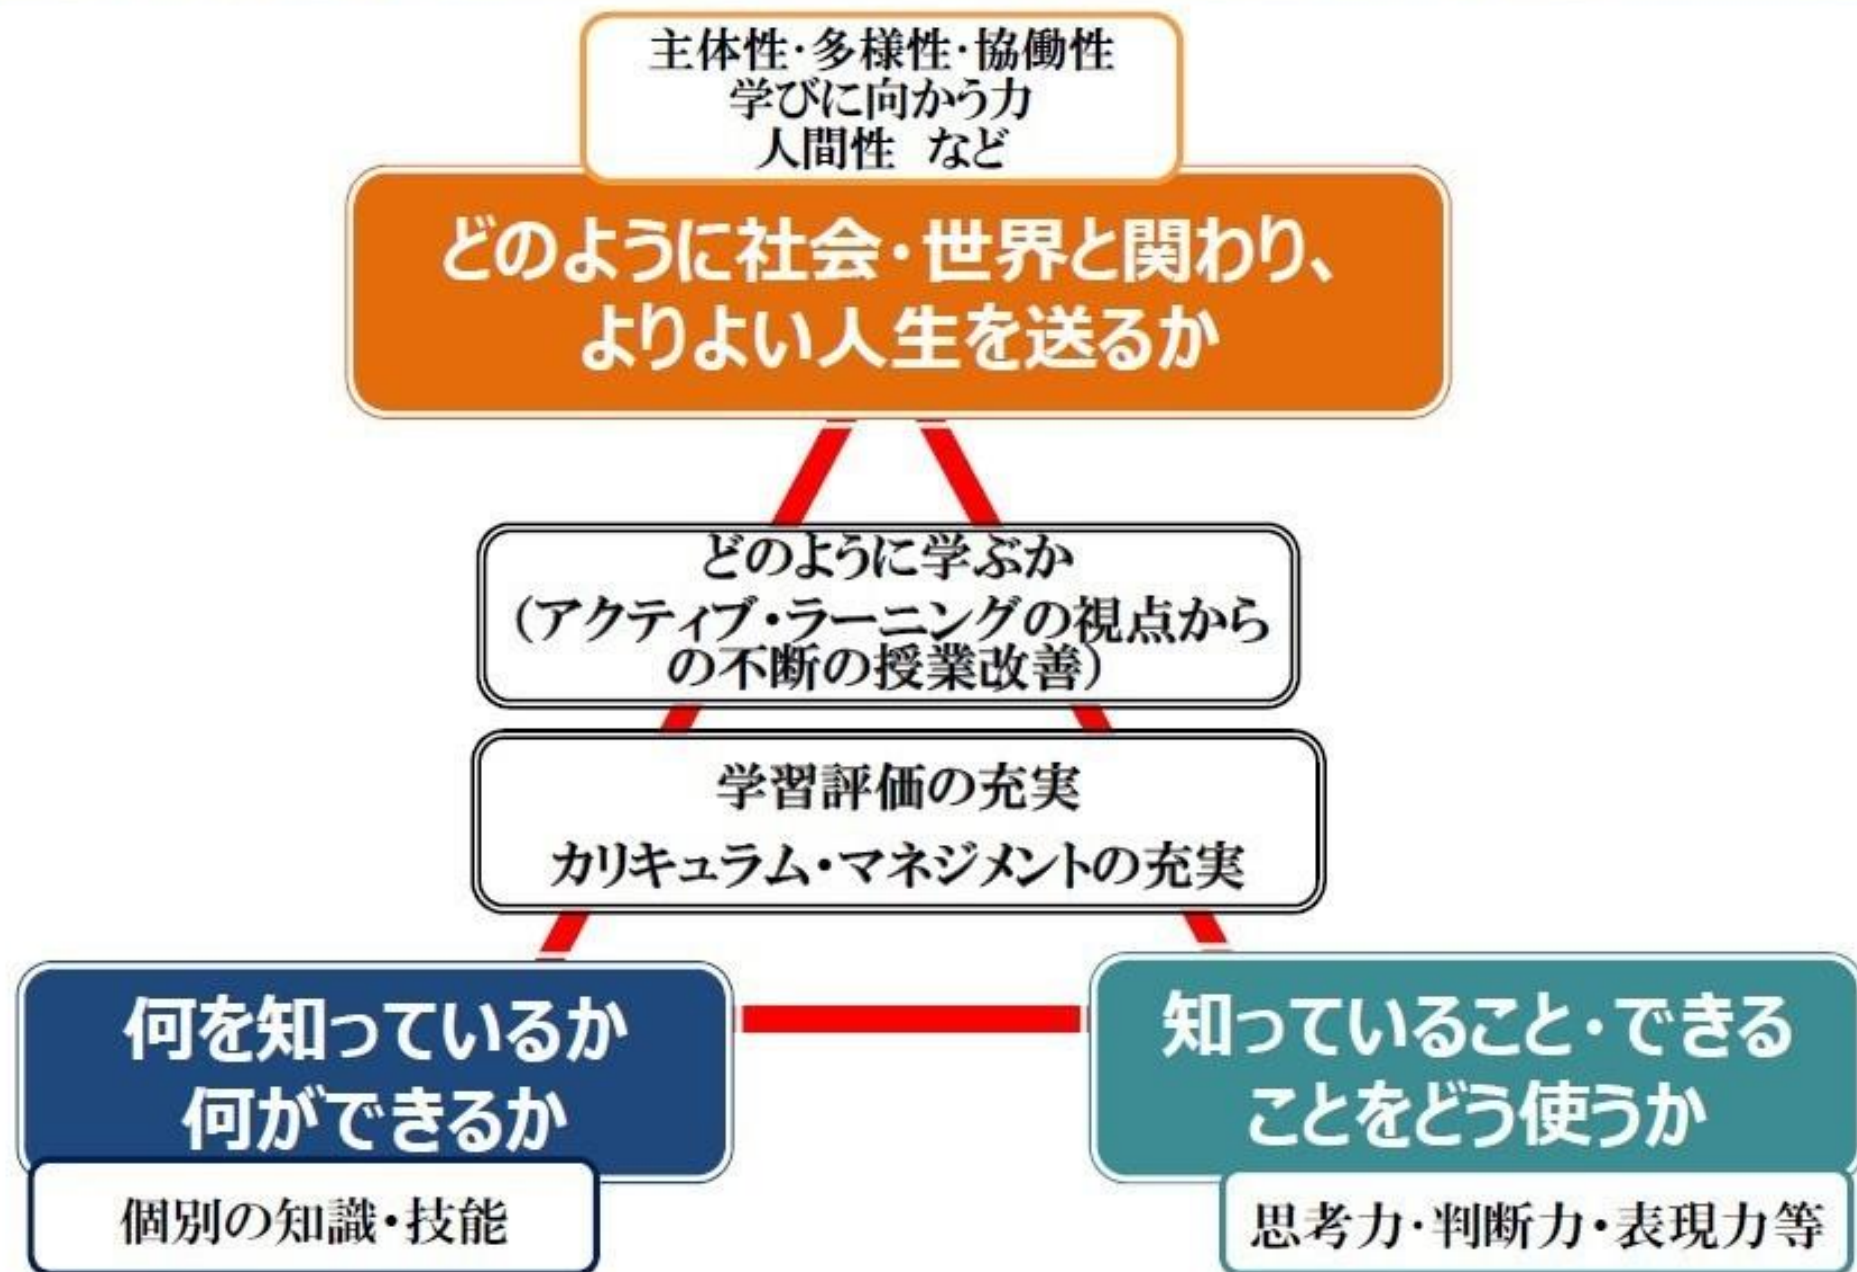 主体性・多様性・協働性
学びに向かう力
人間性 など
どのように社会・世界と関わり、
よりよい人生を送るか
どのように学ぶか
(アクティブ・ラーニングの視点から
の不断の授業改善)
学習評価の充実
カリキュラム・マネジメントの充実
何を知っているか
何ができるか
個別の知識・技能
知っていること・できる
ことをどう使うか
思考力・判断力・表現力等